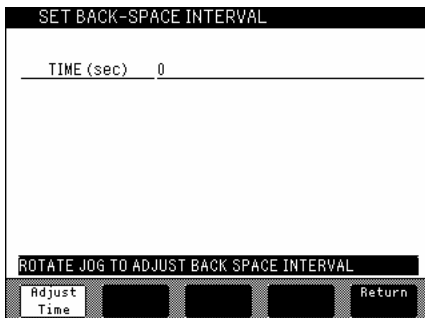 SET BACK-SPACE INTERVAL
TIME (sec) 0
ROTATE JOG TO ADJUST BACK SPACE INTERVAL
Adjust
Time
Return